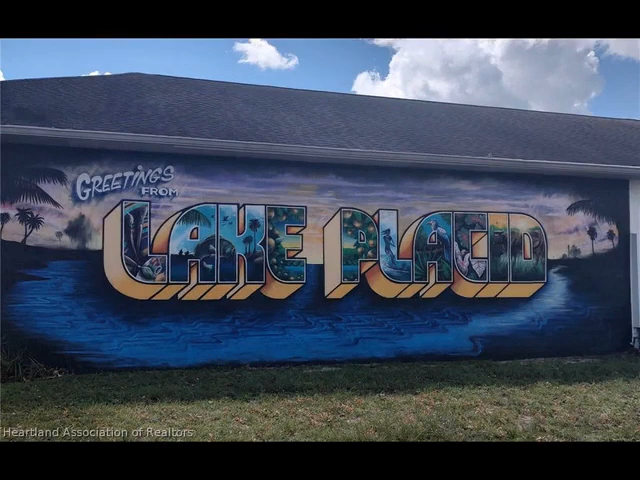 GREETINGS
FROM
LAKE PLACID
Heartland Association of Realtors